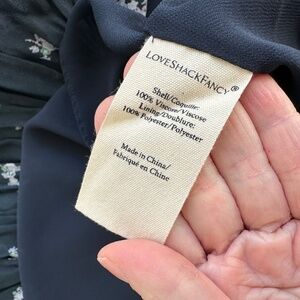 LoveShackFancy®
Shell/Coquille:
100% Viscose/Viscose
Lining/Doublure:
100% Polyester/Polyester
Made in China/
Fabriqué en Chine